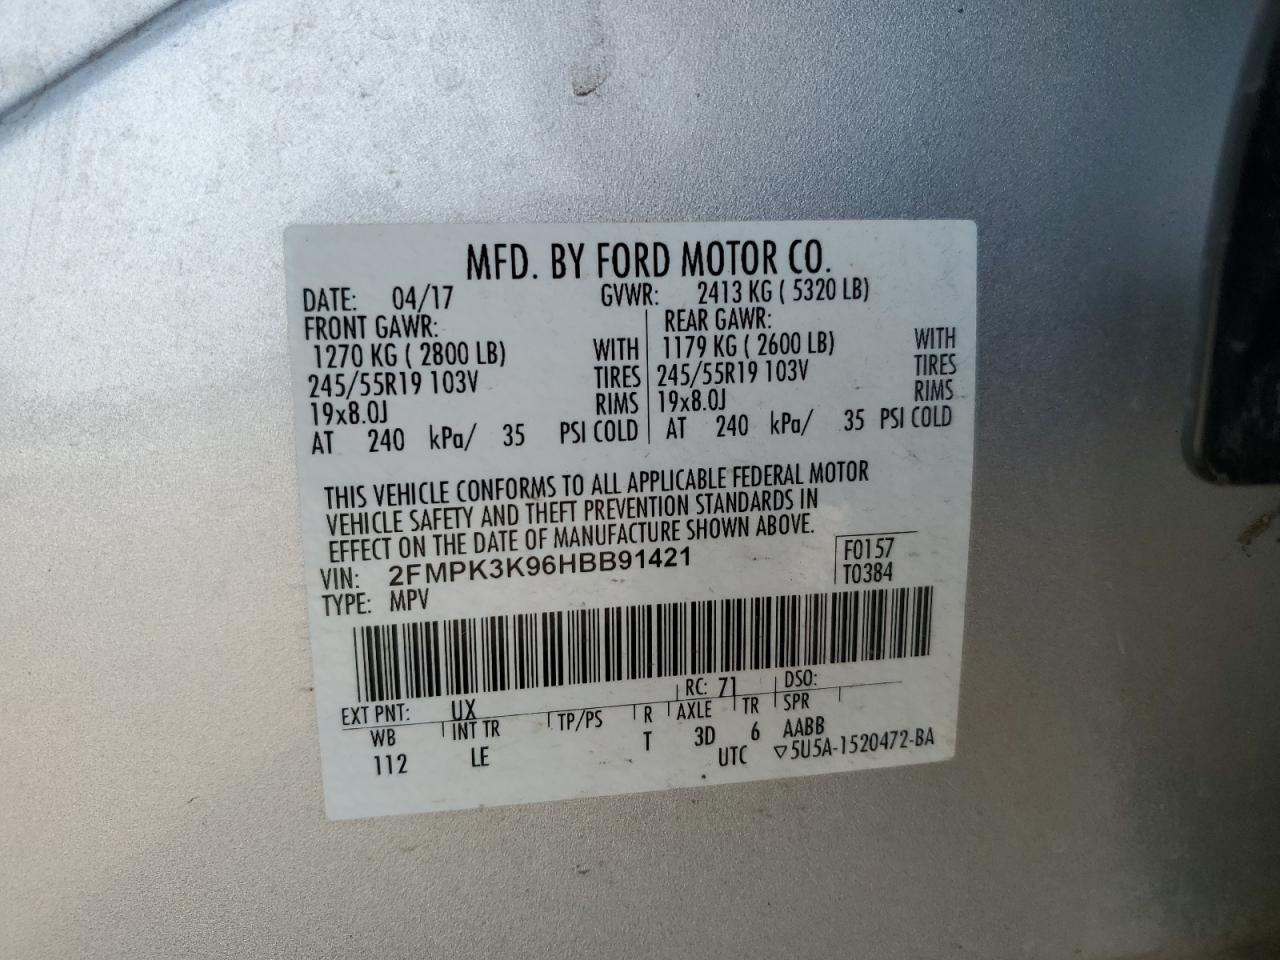 MFD. BY FORD MOTOR CO.
DATE: 04/17 GVWR: 2413 KG ( 5320 LB)
FRONT GAWR: REAR GAWR:
1270 KG ( 2800 LB) WITH 1179 KG ( 2600 LB) WITH
245/55R19 103V TIRES 245/55R19 103V TIRES
19x8.0J RIMS 19x8.0J RIMS
AT 240 kPa/ 35 PSI COLD AT 240 kPa/ 35 PSI COLD
THIS VEHICLE CONFORMS TO ALL APPLICABLE FEDERAL MOTOR
VEHICLE SAFETY AND THEFT PREVENTION STANDARDS IN
EFFECT ON THE DATE OF MANUFACTURE SHOWN ABOVE.
VIN: 2FMPK3K96HBB91421 F0157
TYPE: MPV T0384
EXT PNT: UX RC: 71 DSO:
WB INT TR TP/PS R AXLE TR SPR
112 LE T 3D 6 AABB
UTC ▽5U5A-1520472-BA